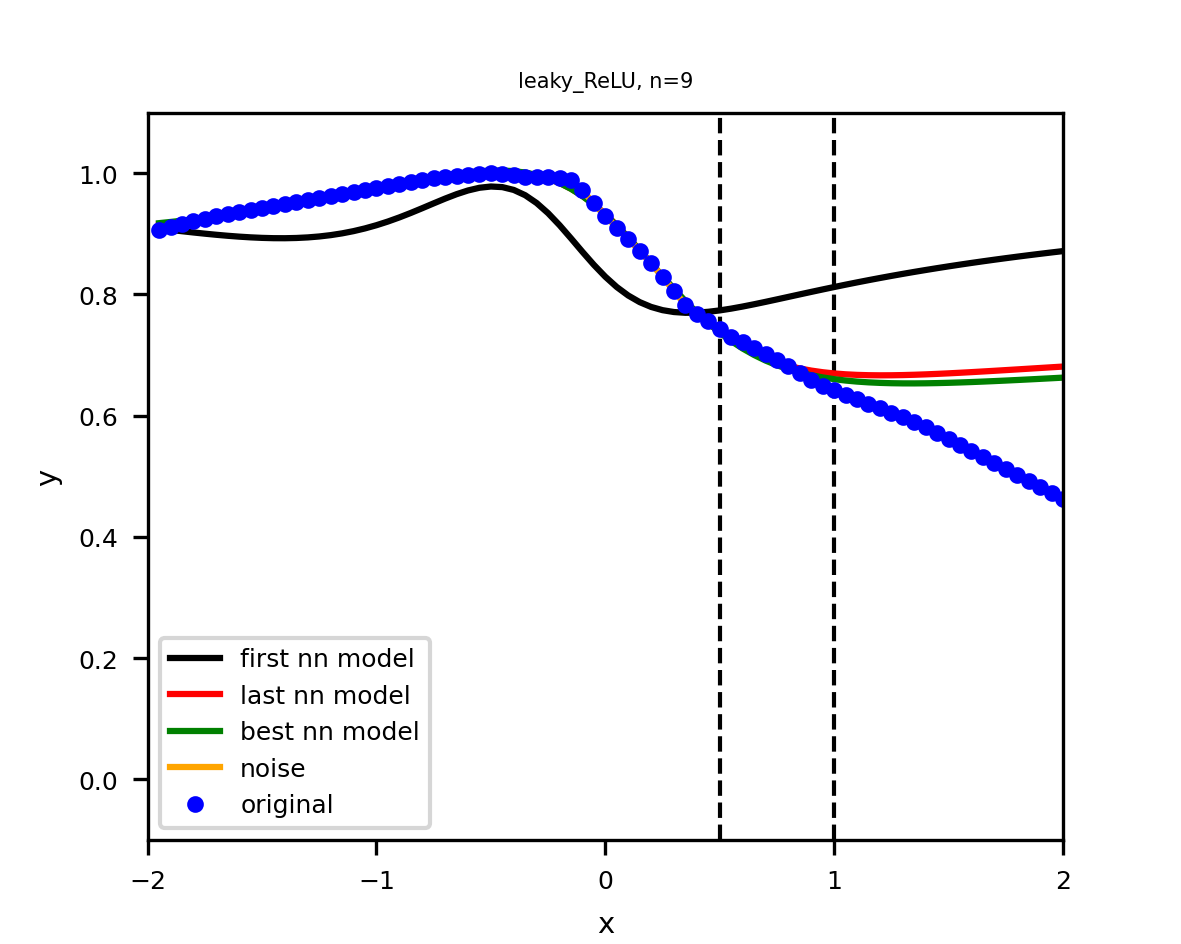 leaky_ReLU, n=9
1.0
0.8
0.6
0.4
0.2
0.0
y
first nn model
last nn model
best nn model
noise
original
−2
−1
0
1
2
x